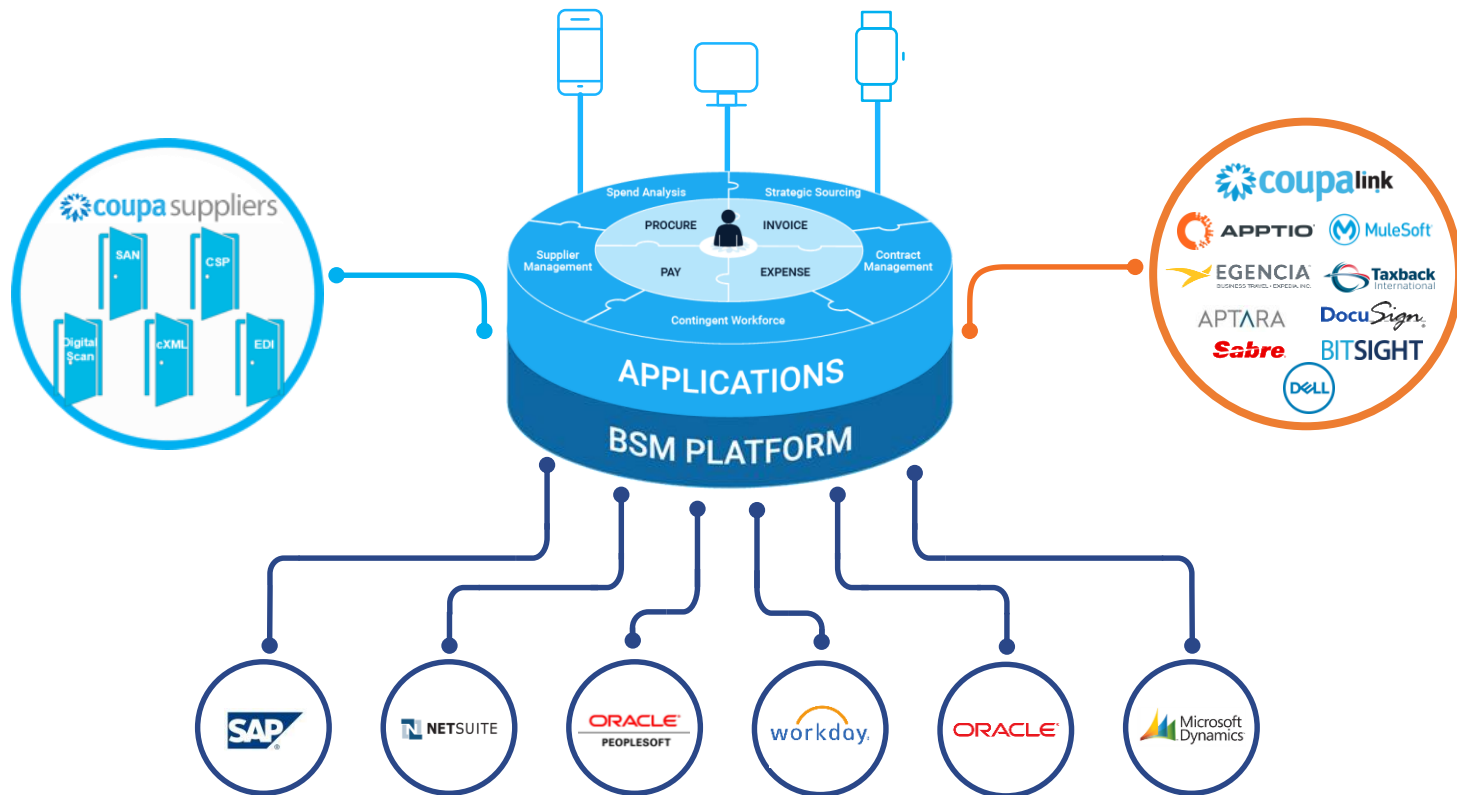 coupa suppliers
SAN
CSP
Digital
Scan
cXML
EDI
Spend Analysis
Strategic Sourcing
PROCURE
INVOICE
Supplier
Management
Contract
Management
PAY
EXPENSE
Contingent Workforce
APPLICATIONS
BSM PLATFORM
coupalink
APPTIO
MuleSoft
EGENCIA
BUSINESS TRAVEL • EXPEDIA, INC.
Taxback
International
APTARA
DocuSign
Sabre
BITSIGHT
DELL
SAP
N
NETSUITE
ORACLE
PEOPLESOFT
workday
ORACLE
Microsoft
Dynamics